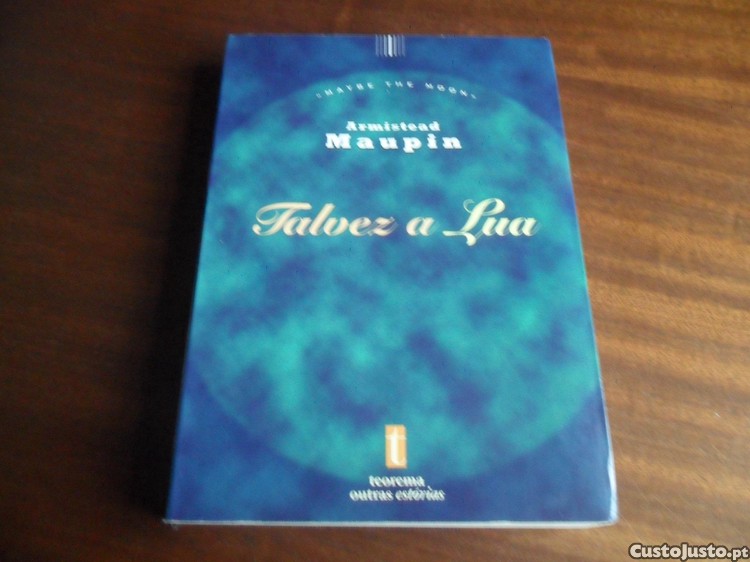 «MAYBE THE MOON»
Armistead
Maupin
Talvez a Lua
t
teorema
outras estórias
CustoJusto.pt